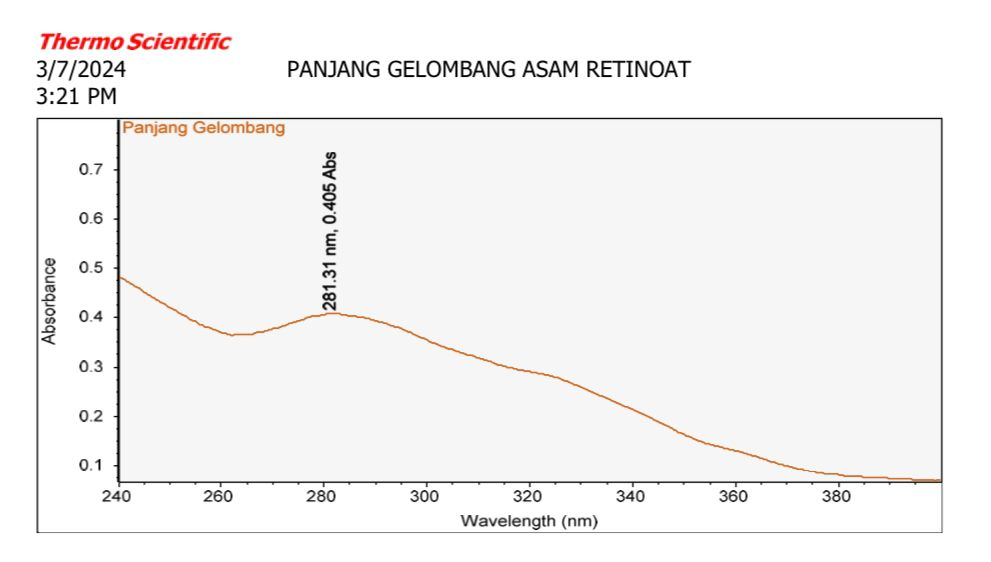 Thermo Scientific
3/7/2024
3:21 PM
PANJANG GELOMBANG ASAM RETINOAT
Panjang Gelombang
281.31 nm, 0.405 Abs
Absorbance
0.7
0.6
0.5
0.4
0.3
0.2
0.1
240 260 280 300 320 340 360 380
Wavelength (nm)